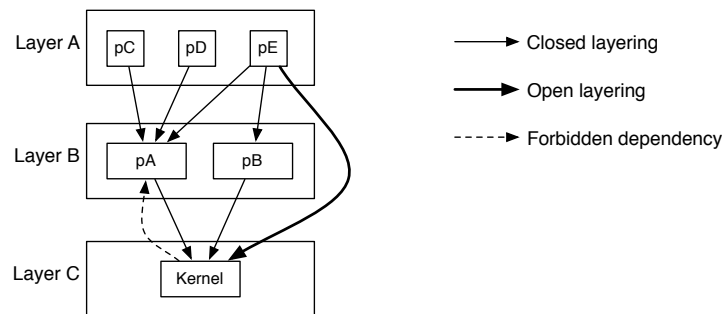 Layer A
pC
pD
pE
Closed layering
Open layering
Layer B
pA
pB
Forbidden dependency
Layer C
Kernel